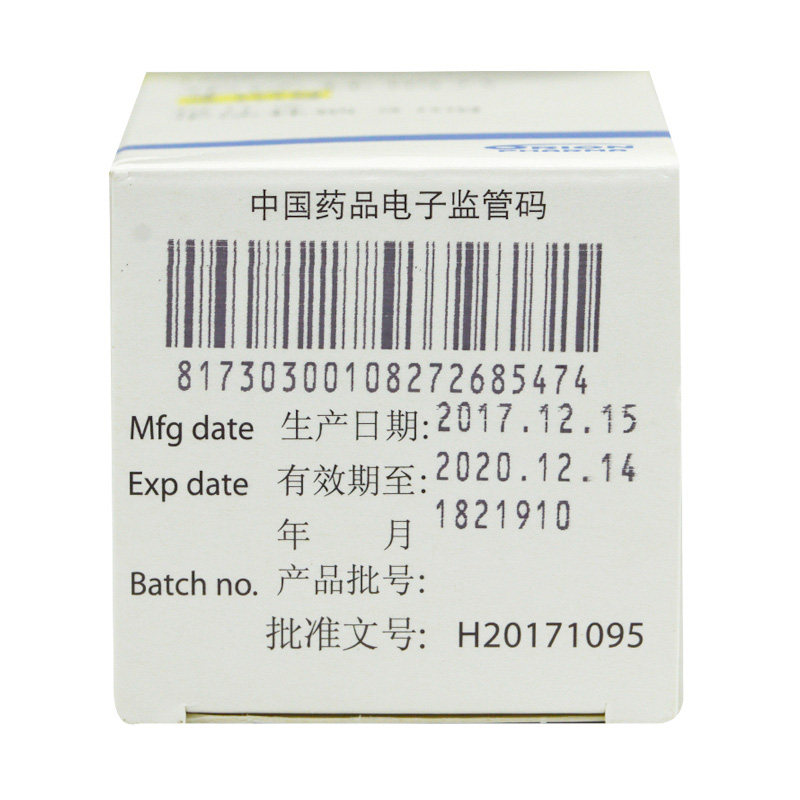 ORION
PHARMA
中国药品电子监管码
81730300108272685474
Mfg date 生产日期: 2017.12.15
Exp date 有效期至: 2020.12.14
年 月 1821910
Batch no. 产品批号:
批准文号: H20171095